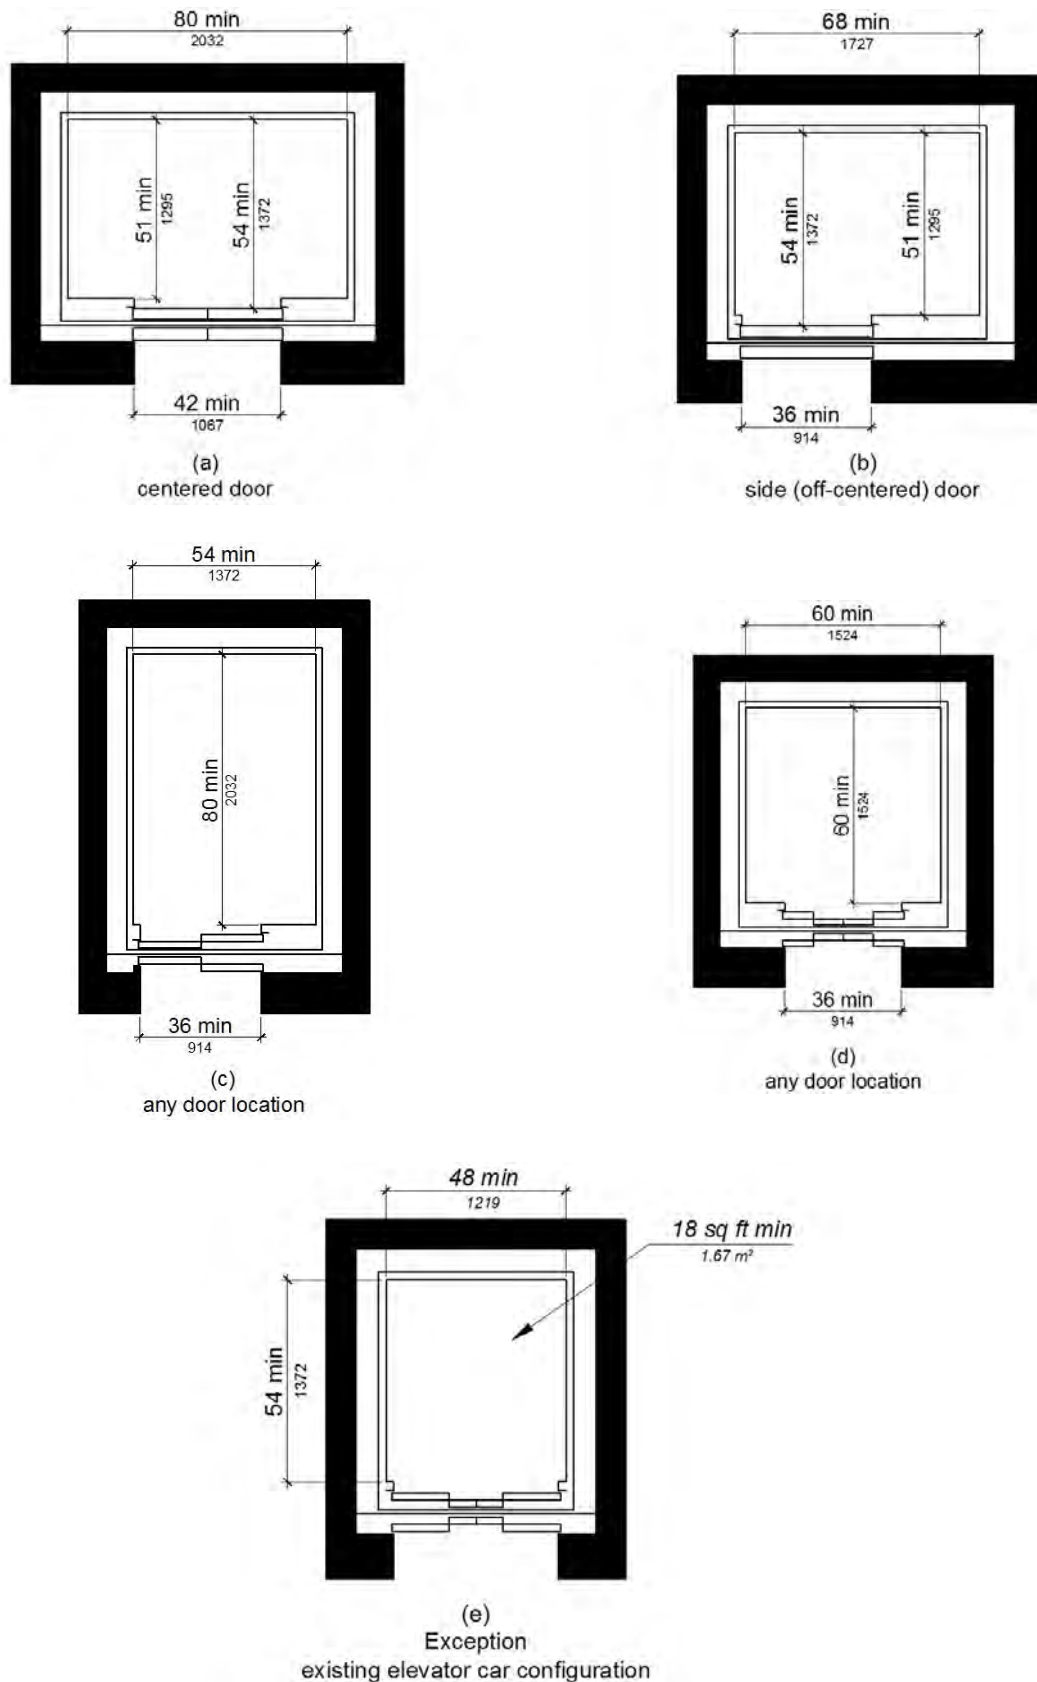 80 min
2032
51 min
1295
54 min
1372
42 min
1067
(a)
centered door
68 min
1727
54 min
1372
51 min
1295
36 min
914
(b)
side (off-centered) door
54 min
1372
80 min
2032
36 min
914
(c)
any door location
60 min
1524
60 min
1524
36 min
914
(d)
any door location
48 min
1219
18 sq ft min
1.67 m²
54 min
1372
(e)
Exception
existing elevator car configuration